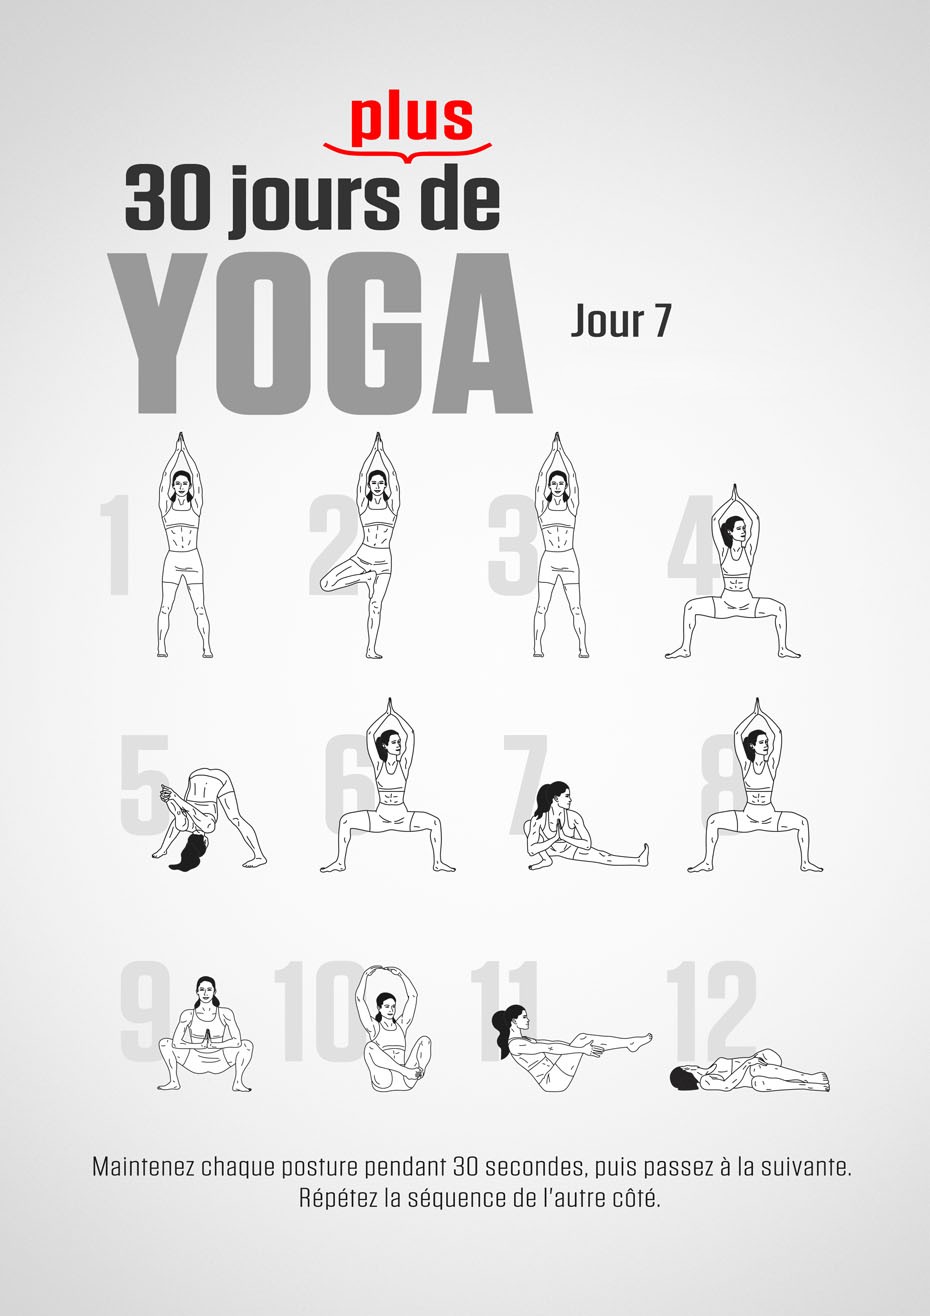 plus
30 jours de
YOGA
Jour 7
1 2 3 4
5 6 7 8
9 10 11 12
Maintenez chaque posture pendant 30 secondes, puis passez à la suivante.
Répétez la séquence de l'autre côté.